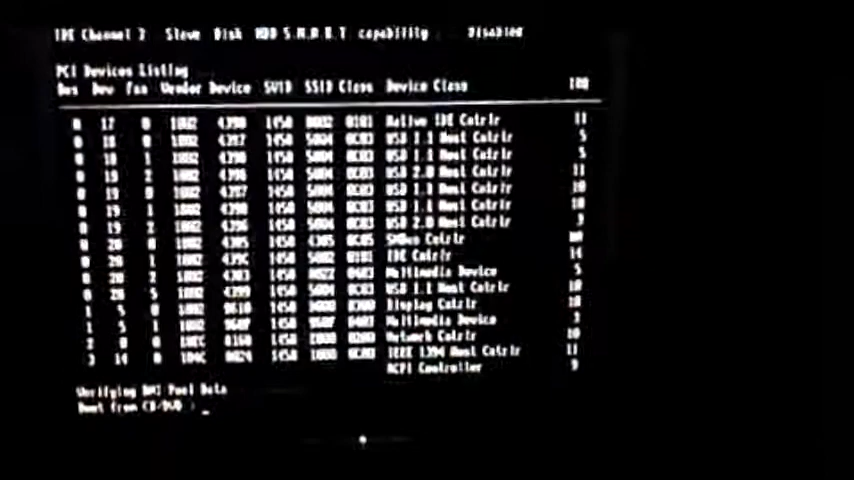 IDE Channel 2 Slave Disk HDD S.M.A.R.T capability Disabled
PCI Devices Listing
Bus Dev Fun Vendor Device SVID SSID Class Device Class IRQ
0 17 0 1002 4390 1458 0101 Native IDE Cntrlr 11
0 18 0 1002 4397 1458 5004 0C03 USB 1.1 Host Cntrlr 5
0 18 1 1002 4398 1458 5004 0C03 USB 1.1 Host Cntrlr 5
0 2 1002 4396 1458 5004 0C03 USB 2.0 Host Cntrlr 11
0 19 0 1002 4397 1458 5004 0C03 USB 1.1 Host Cntrlr 10
0 19 1 1002 4398 1458 5004 0C03 USB 1.1 Host Cntrlr 10
0 19 2 1002 4396 1458 5004 0C03 USB 2.0 Host Cntrlr 3
0 20 0 1002 4385 1458 4385 0C05 SMBus Cntrlr NA
0 20 1 1002 439C 1458 5002 0101 IDE Cntrlr 14
0 20 2 1002 4383 1458 0403 Multimedia Device 5
0 20 5 1002 4399 1458 5004 0C03 USB 1.1 Host Cntrlr 10
1 5 0 1002 9610 1458 0300 Display Cntrlr 10
1 5 1 1002 960F 1458 960F 0403 Multimedia Device 3
2 0 0 10EC 8168 1458 E000 0200 Network Cntrlr 10
3 14 0 104C 8024 1458 1000 0C00 IEEE 1394 Host Cntrlr 11
ACPI Controller 9
Verifying DMI Pool Data
Boot from CD/DVD : _